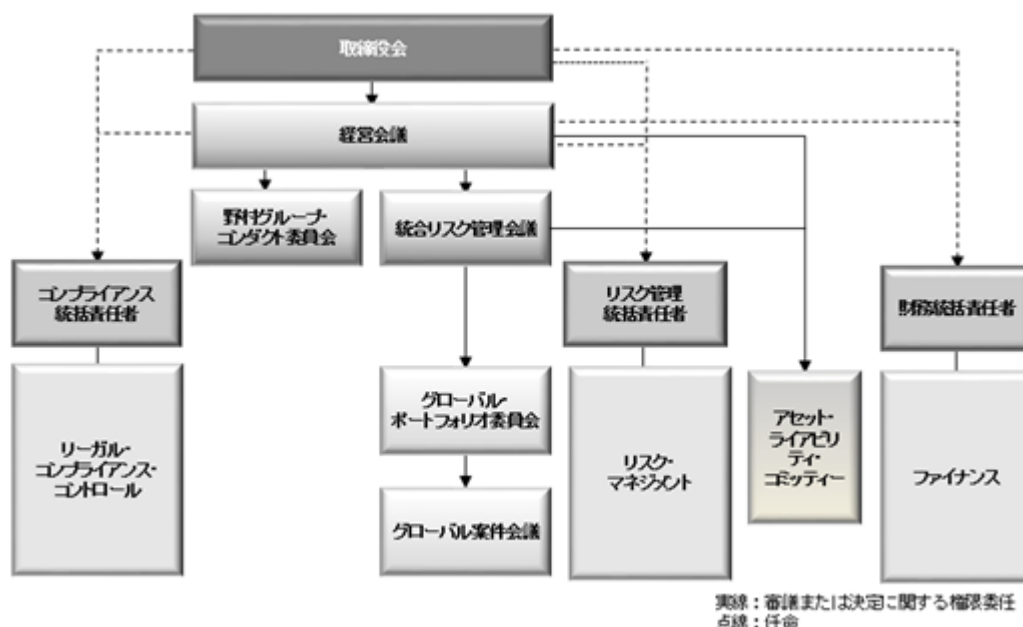 取締役会
経営会議
野村グループ・
コンダクト委員会
統合リスク管理会議
コンプライアンス
統括責任者
リスク管理
統括責任者
財務統括責任者
リーガル・
コンプライアンス・
コントロール
グローバル・
ポートフォリオ委員会
グローバル案件会議
リスク・
マネジメント
アセット・
ライアビリ
ティ・
コミッティー
ファイナンス
実線：審議または決定に関する権限委任
点線：任命